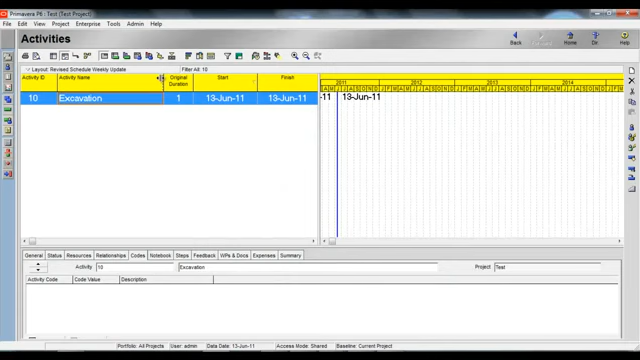 Primavera P6 : Test (Test Project)
File Edit View Project Enterprise Tools Admin Help
Activities
Back Home Dir. Help
Layout: Revised Schedule Weekly Update Filter All: 10
Activity ID Activity Name Original Duration Start Finish
2011 2012 2013 2014
10 Excavation 1 13-Jun-11 13-Jun-11
-11 13-Jun-11
General Status Resources Relationships Codes Notebook Steps Feedback WPs & Docs Expenses Summary
Activity 10 Excavation Project Test
Activity Code Code Value Description
Portfolio: All Projects User: admin Data Date: 13-Jun-11 Access Mode: Shared Baseline: Current Project